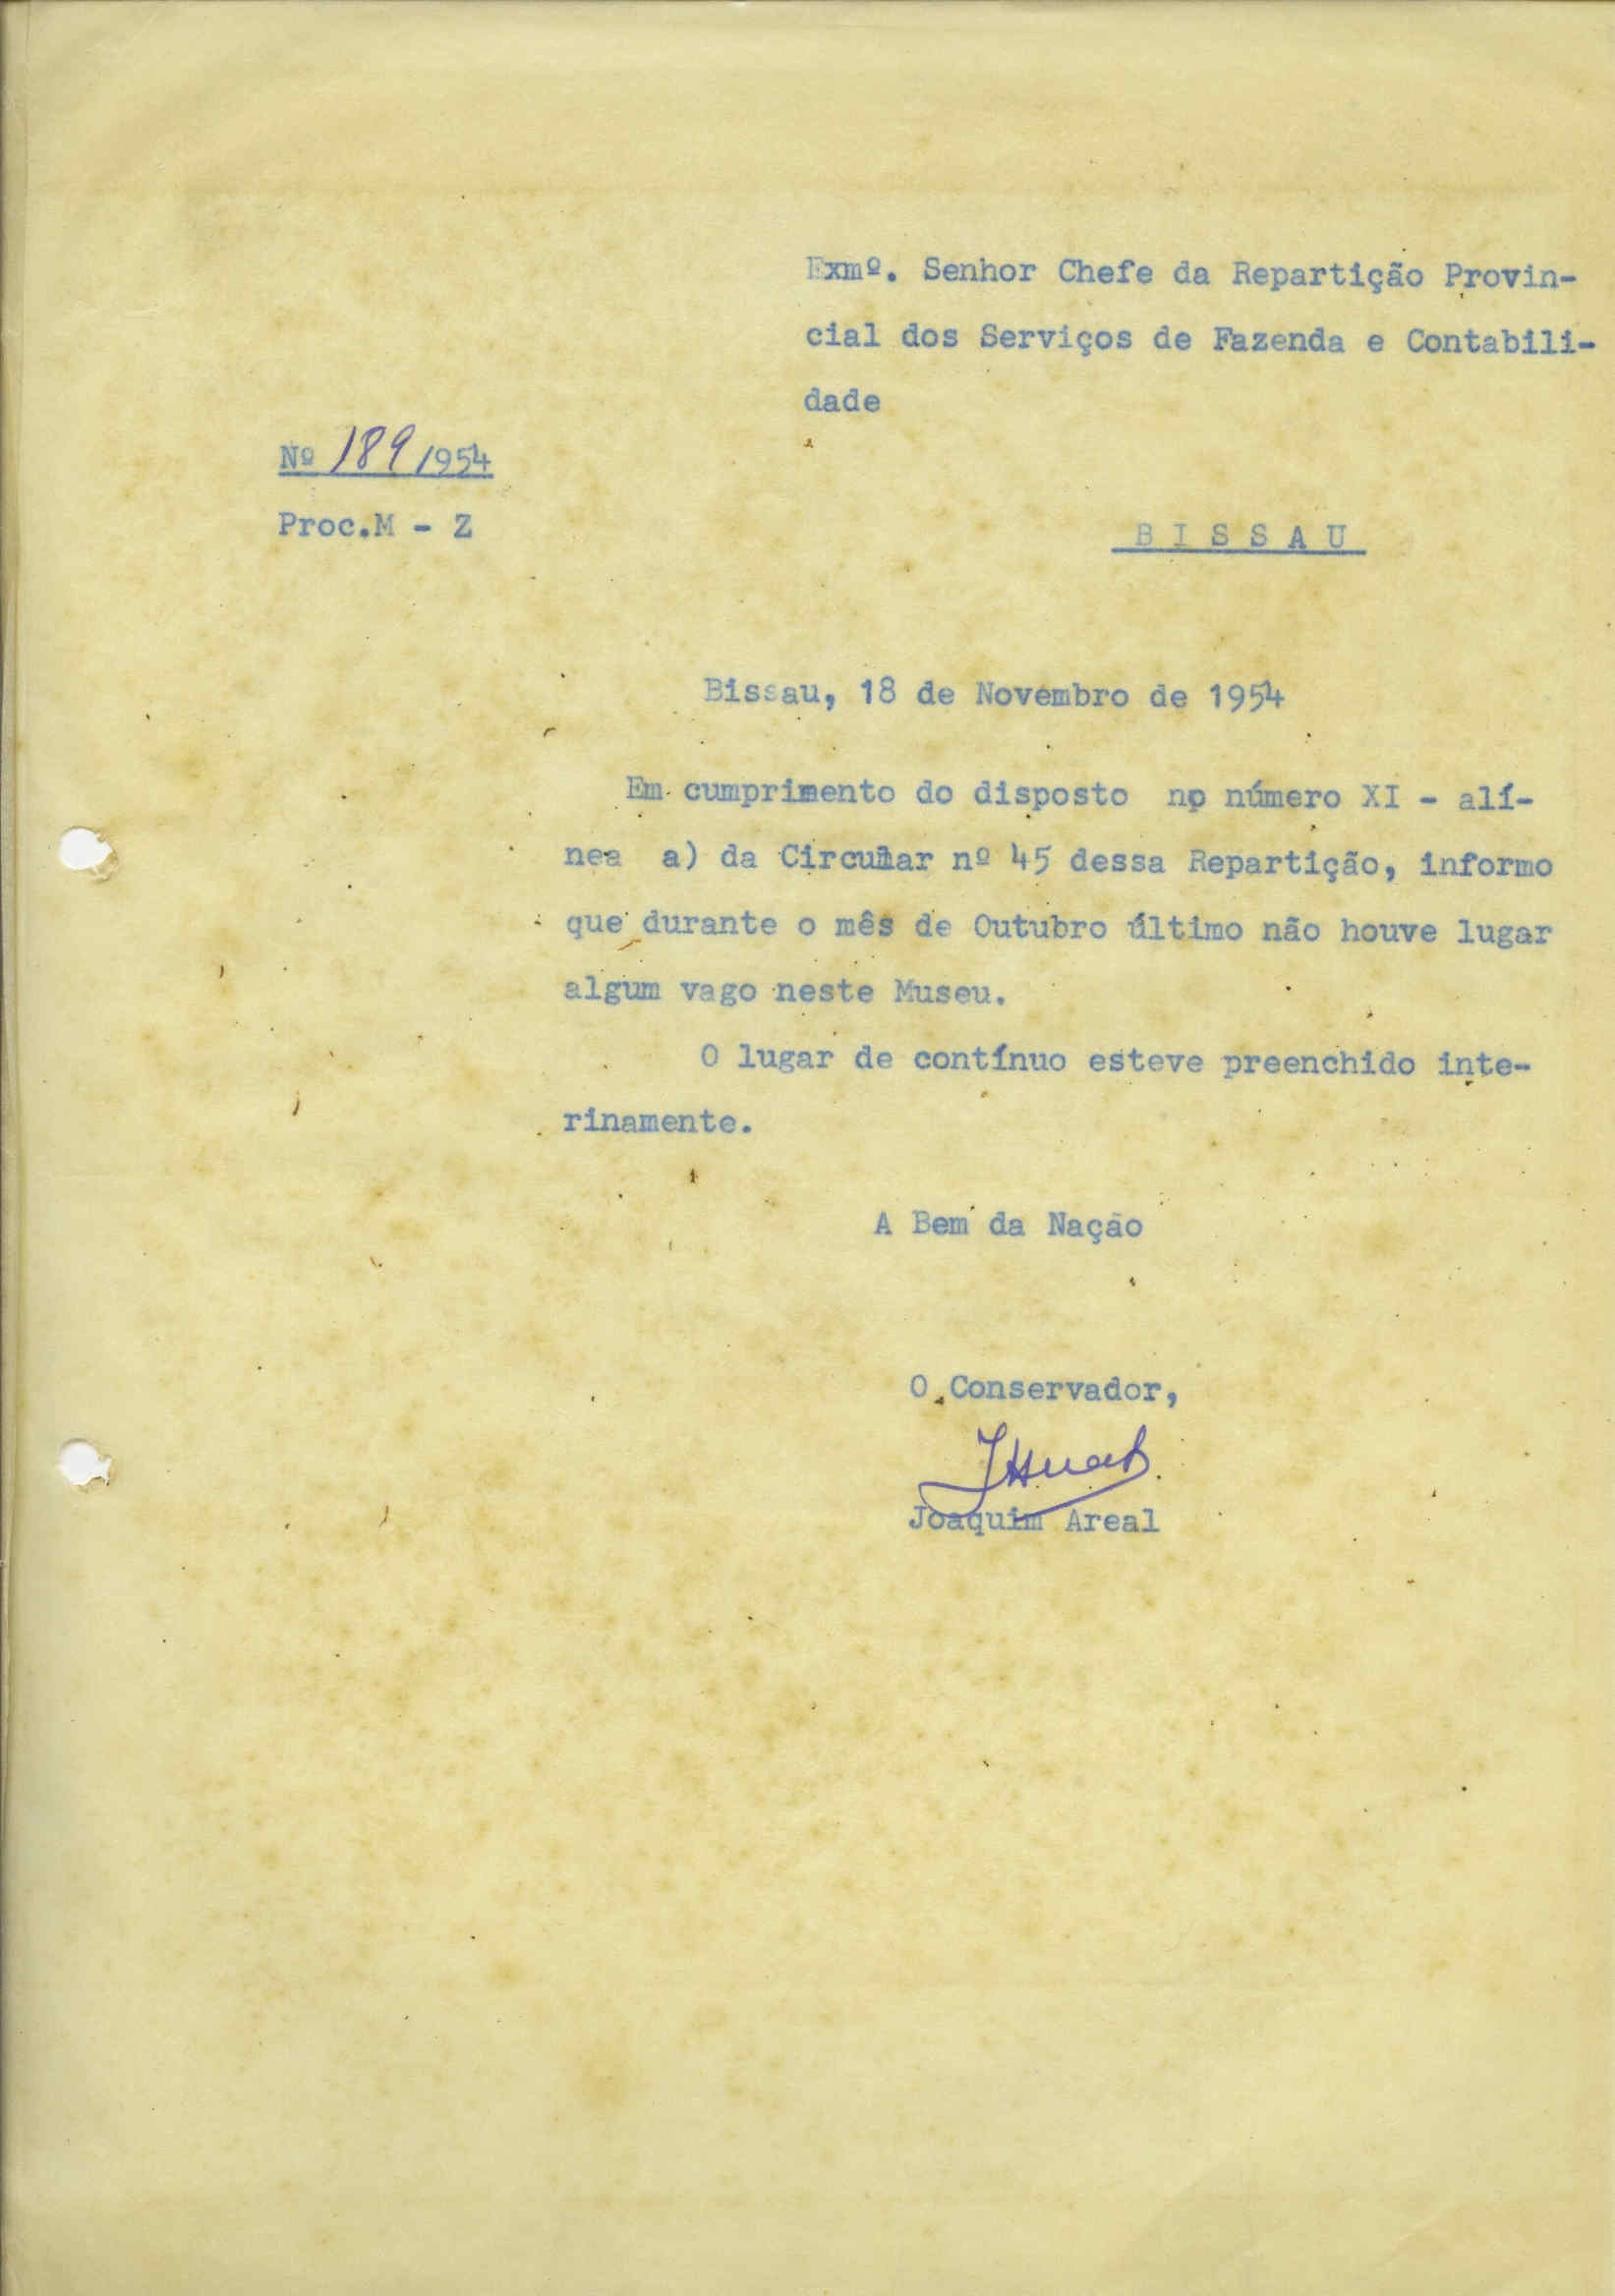 Exmº. Senhor Chefe da Repartição Provin-
cial dos Serviços de Fazenda e Contabili-
dade
Nº 189/1954
Proc.M - Z
B I S S A U
Bissau, 18 de Novembro de 1954
Em cumprimento do disposto no número XI - alí-
nea a) da Circular nº 45 dessa Repartição, informo
que durante o mês de Outubro último não houve lugar
algum vago neste Museu.
O lugar de contínuo esteve preenchido inte-
rinamente.
A Bem da Nação
O Conservador,
Joaquim Areal